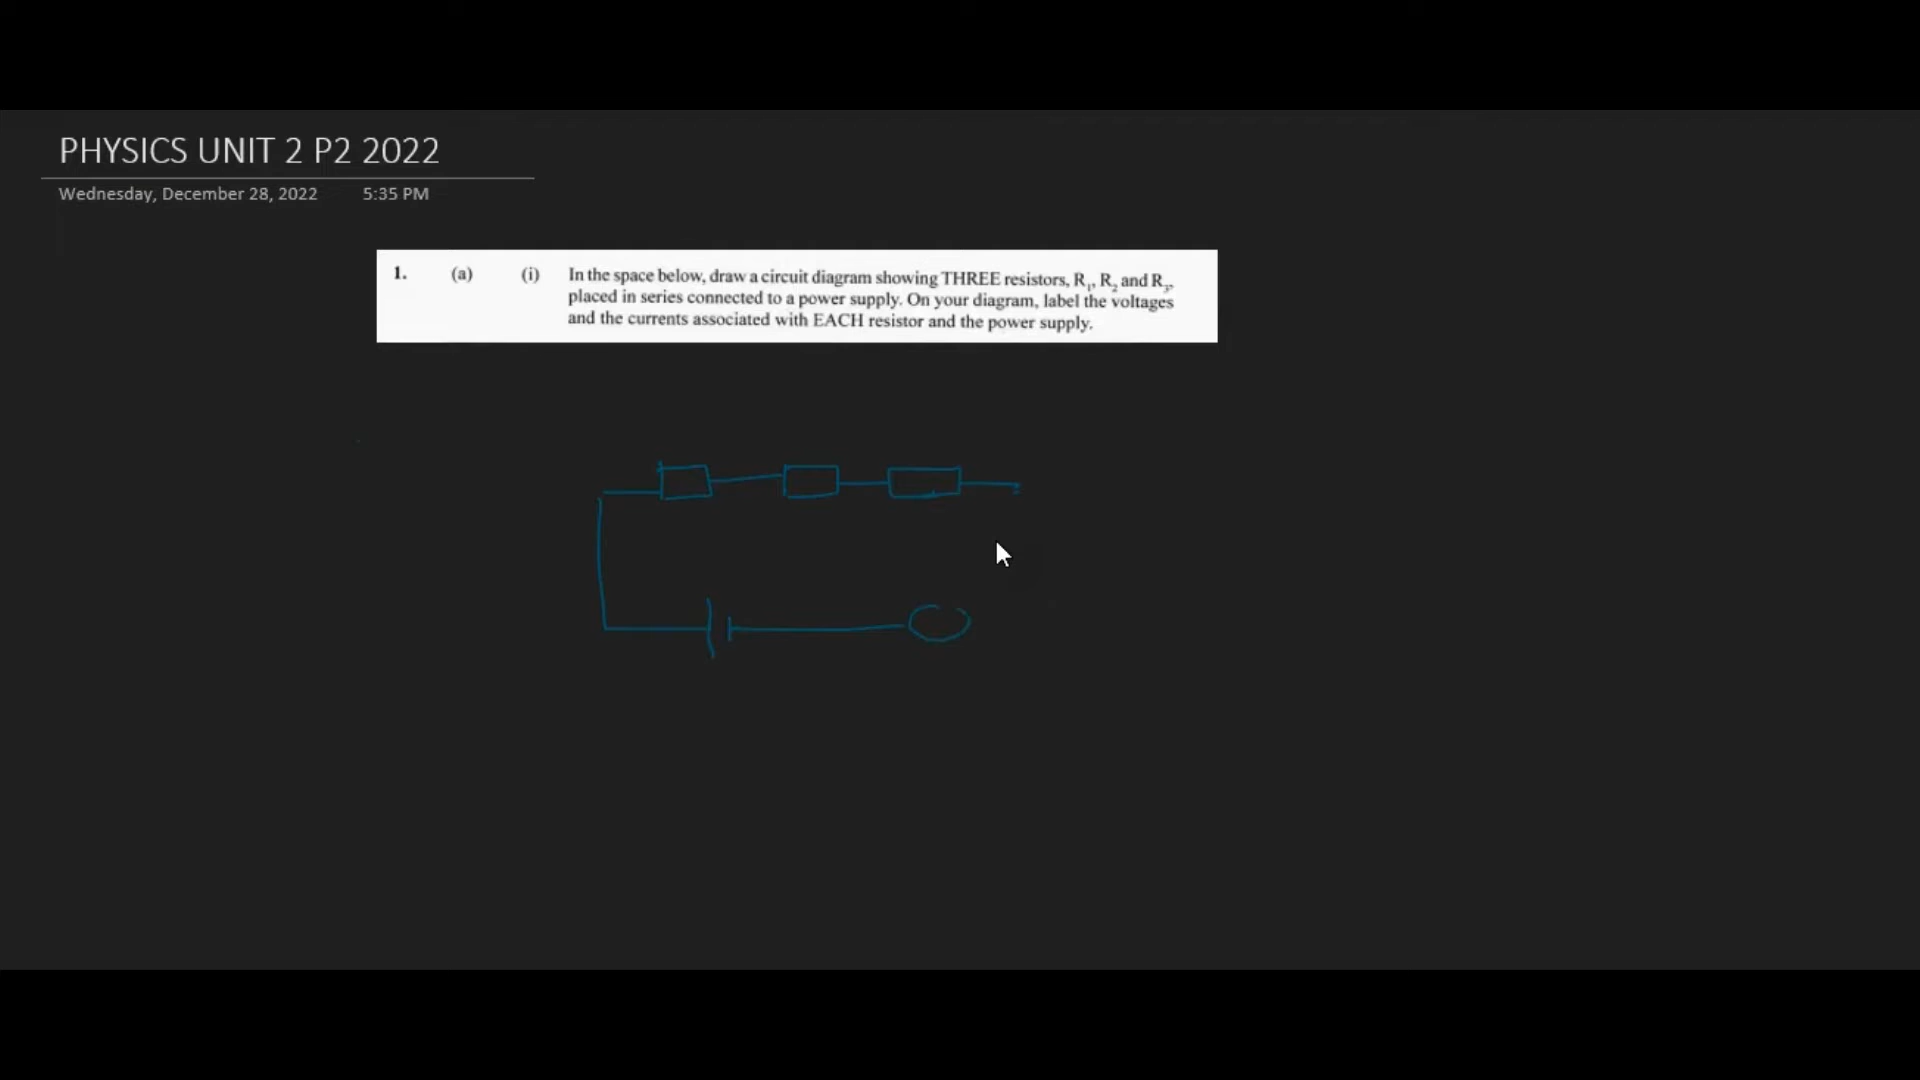 PHYSICS UNIT 2 P2 2022
Wednesday, December 28, 2022 5:35 PM
1. (a) (i) In the space below, draw a circuit diagram showing THREE resistors, R₁, R₂ and R₃,
placed in series connected to a power supply. On your diagram, label the voltages
and the currents associated with EACH resistor and the power supply.